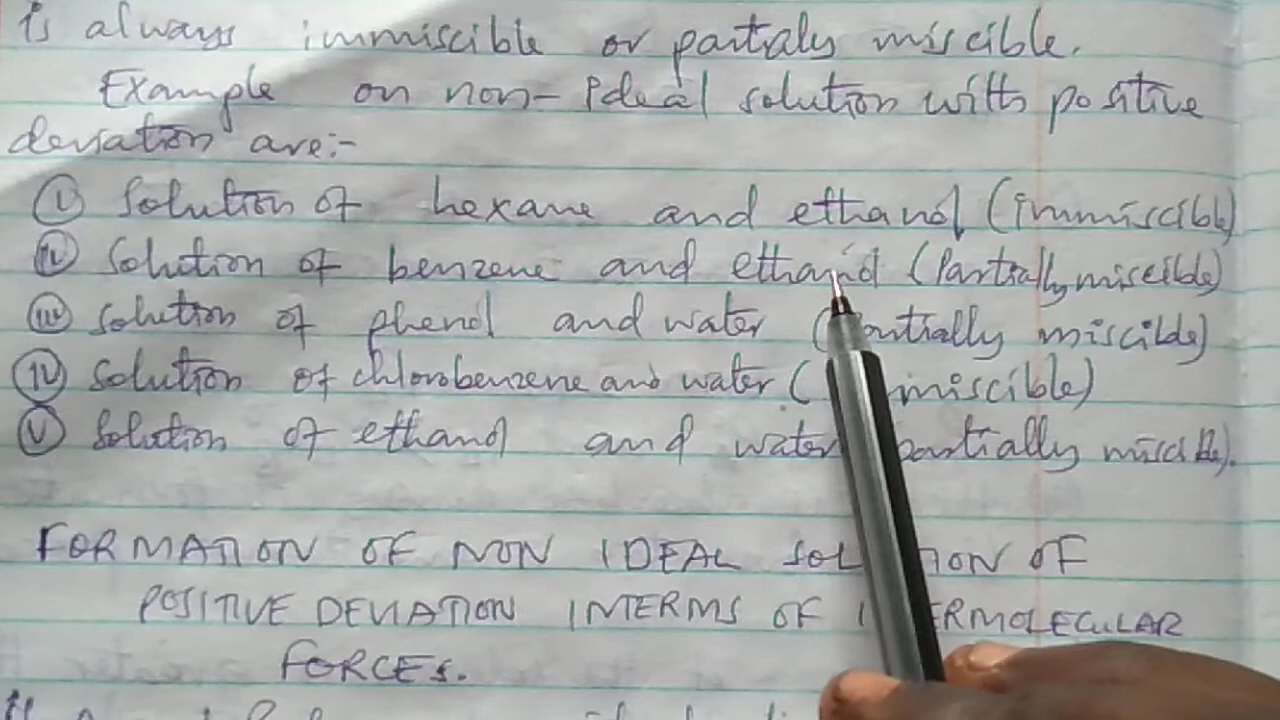 is always immiscible or partialy miscible.
Example on non-Ideal solution with positive
deviation are:-
(i) Solution of hexane and ethanol (immiscible)
(ii) Solution of benzene and ethanol (Partially miscible)
(iii) Solution of phenol and water (partially miscible)
(iv) Solution of chlorobenzene and water ( miscible)
(v) Solution of ethanol and water partially miscible).
FORMATION OF NON IDEAL SOL TION OF
POSITIVE DEVIATION INTERMS OF I ERMOLECULAR
FORCES.